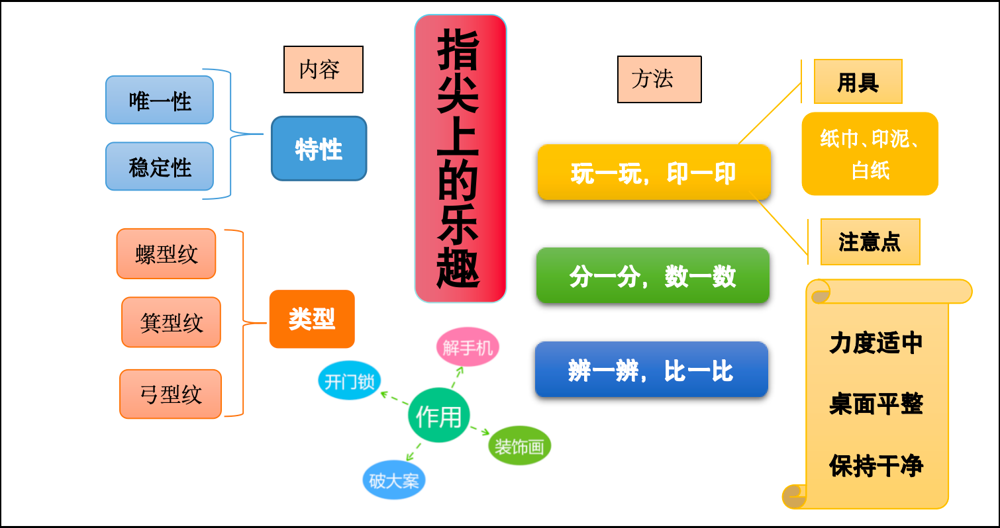 指尖上的乐趣
内容
特性
唯一性
稳定性
类型
螺型纹
箕型纹
弓型纹
作用
解手机
开门锁
装饰画
破大案
方法
玩一玩，印一印
用具
纸巾、印泥、
白纸
注意点
力度适中
桌面平整
保持干净
分一分，数一数
辨一辨，比一比